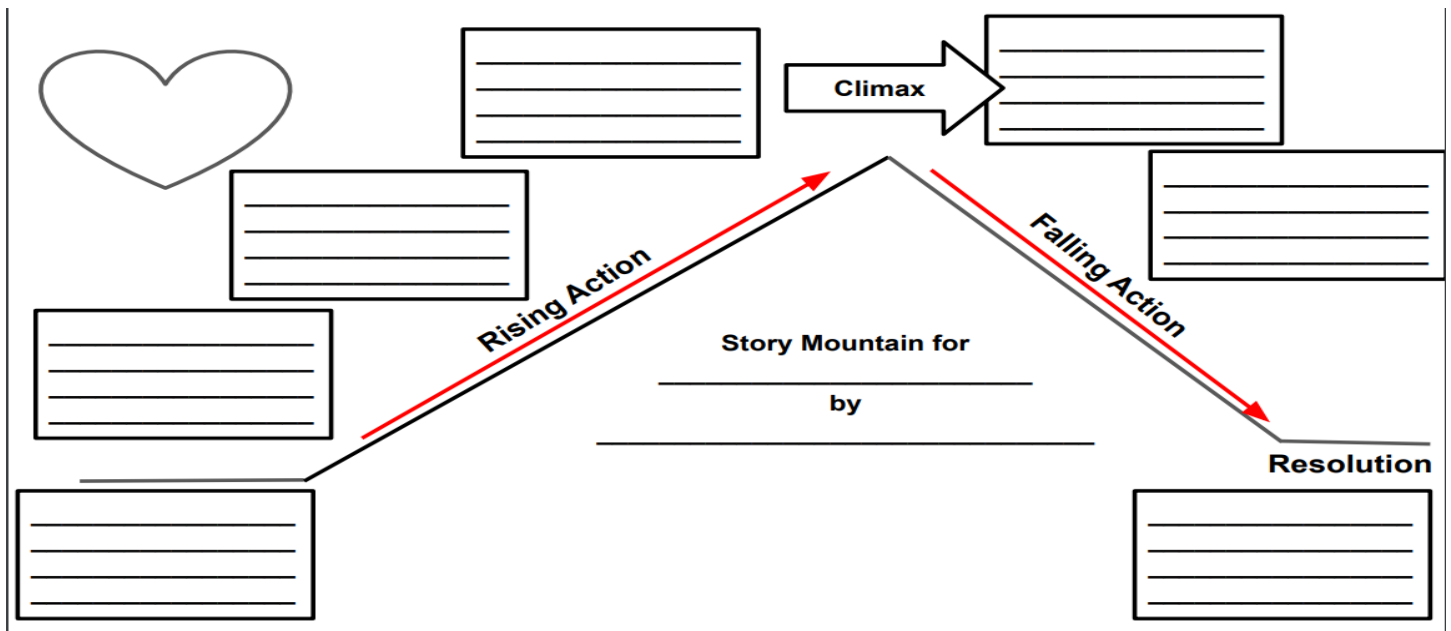 Climax
Rising Action
Falling Action
Story Mountain for
by
Resolution